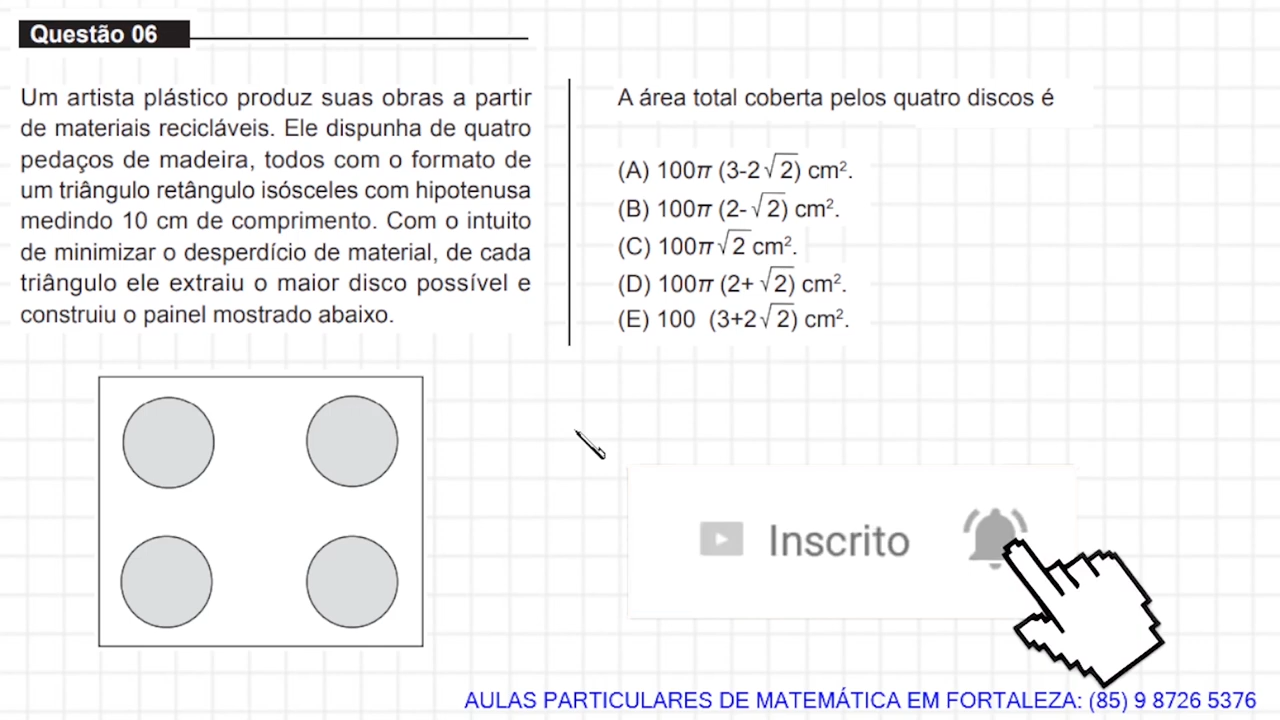 Questão 06
Um artista plástico produz suas obras a partir
de materiais recicláveis. Ele dispunha de quatro
pedaços de madeira, todos com o formato de
um triângulo retângulo isósceles com hipotenusa
medindo 10 cm de comprimento. Com o intuito
de minimizar o desperdício de material, de cada
triângulo ele extraiu o maior disco possível e
construiu o painel mostrado abaixo.
A área total coberta pelos quatro discos é
(A) 100π (3-2√2) cm².
(B) 100π (2-√2) cm².
(C) 100π√2 cm².
(D) 100π (2+ √2) cm².
(E) 100 (3+2√2) cm².
Inscrito
AULAS PARTICULARES DE MATEMÁTICA EM FORTALEZA: (85) 9 8726 5376